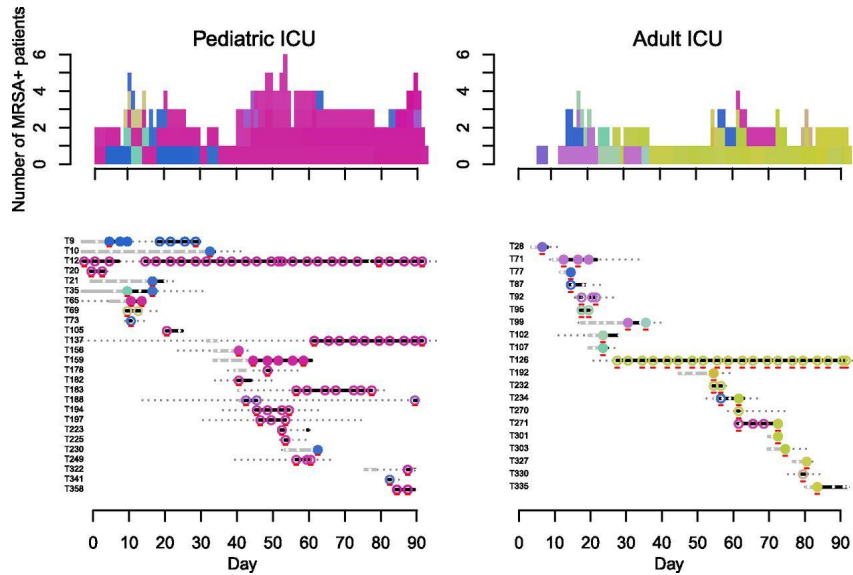 Pediatric ICU
Adult ICU
Number of MRSA+ patients
6
4
2
0
6
4
2
0
T9
T10
T12
T20
T21
T35
T65
T69
T73
T105
T137
T156
T159
T178
T182
T183
T188
T194
T197
T223
T225
T230
T249
T322
T341
T358
T28
T71
T77
T87
T92
T95
T99
T102
T107
T126
T192
T232
T234
T270
T271
T301
T303
T327
T330
T335
0 10 20 30 40 50 60 70 80 90
Day
0 10 20 30 40 50 60 70 80 90
Day